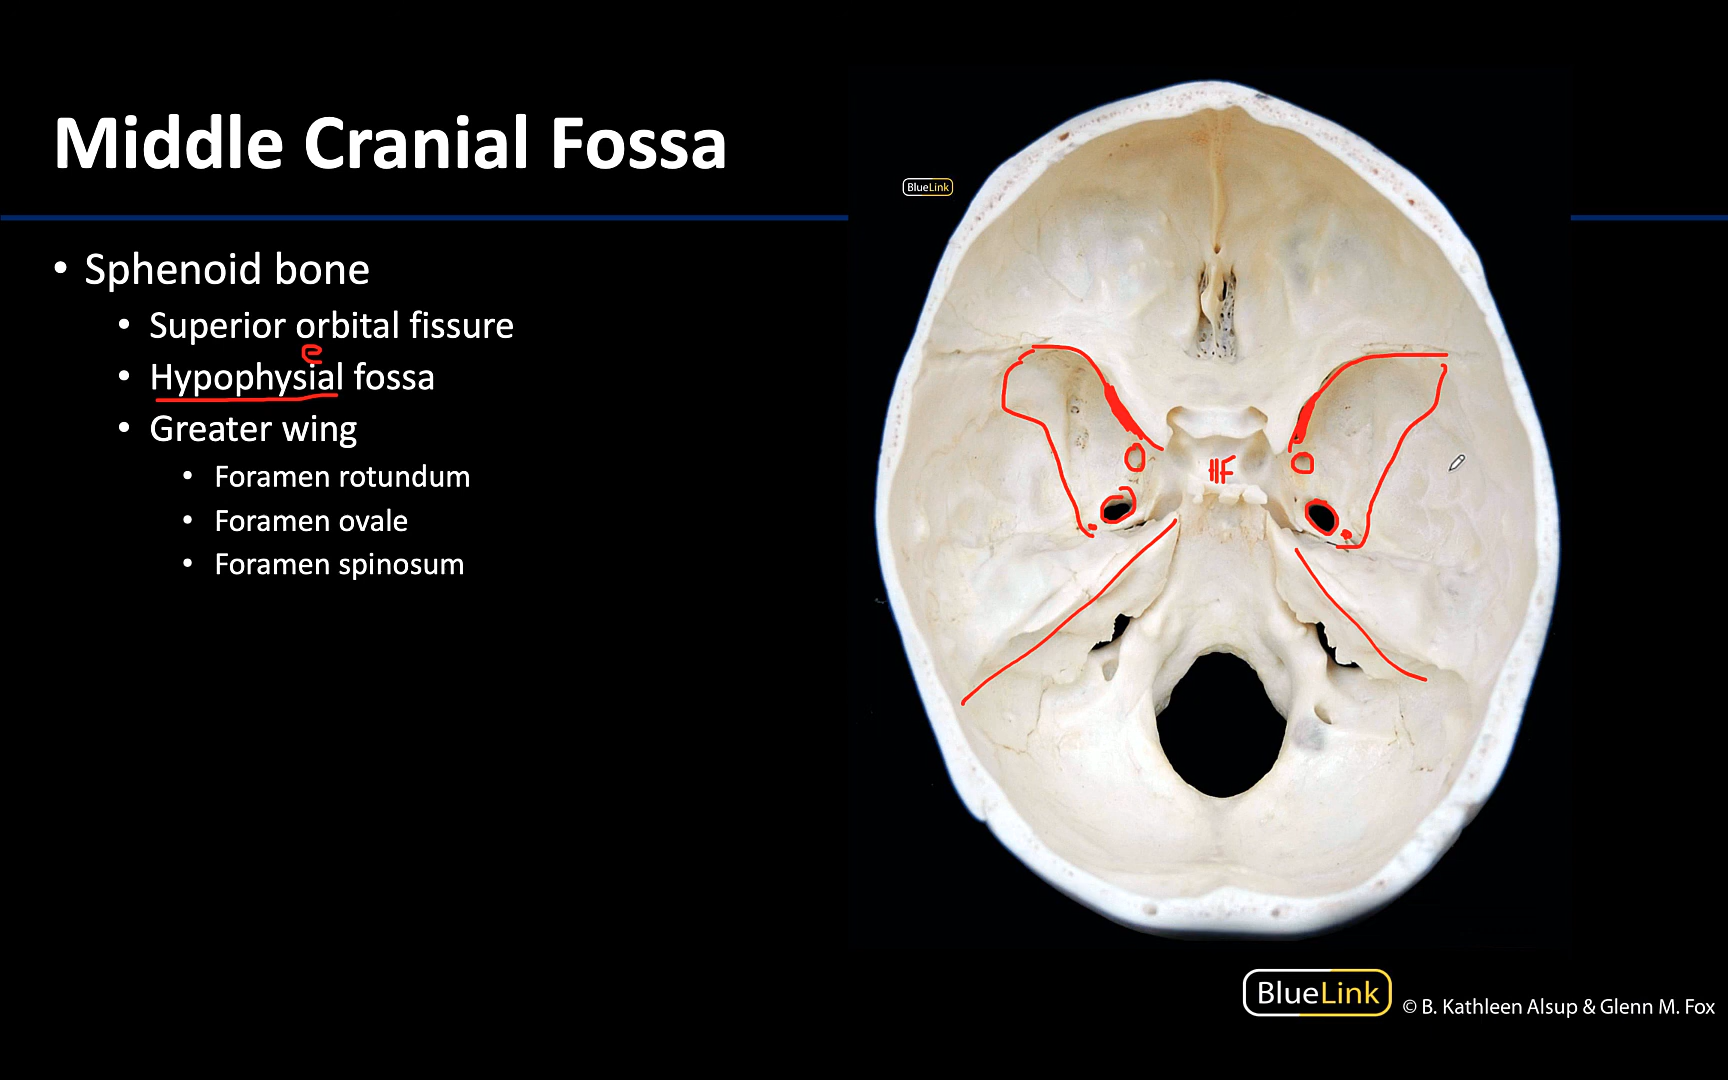 Middle Cranial Fossa
BlueLink
• Sphenoid bone
• Superior orbital fissure
e
• Hypophysial fossa
• Greater wing
• Foramen rotundum
• Foramen ovale
• Foramen spinosum
HF
BlueLink © B. Kathleen Alsup & Glenn M. Fox